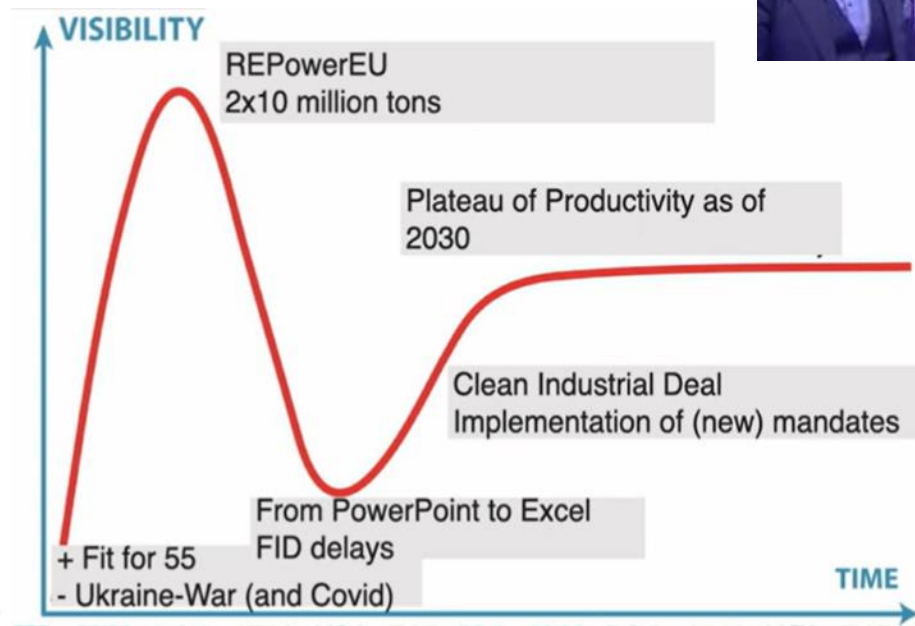 VISIBILITY
REPowerEU
2x10 million tons
Plateau of Productivity as of
2030
Clean Industrial Deal
Implementation of (new) mandates
From PowerPoint to Excel
FID delays
+ Fit for 55
- Ukraine-War (and Covid)
TIME